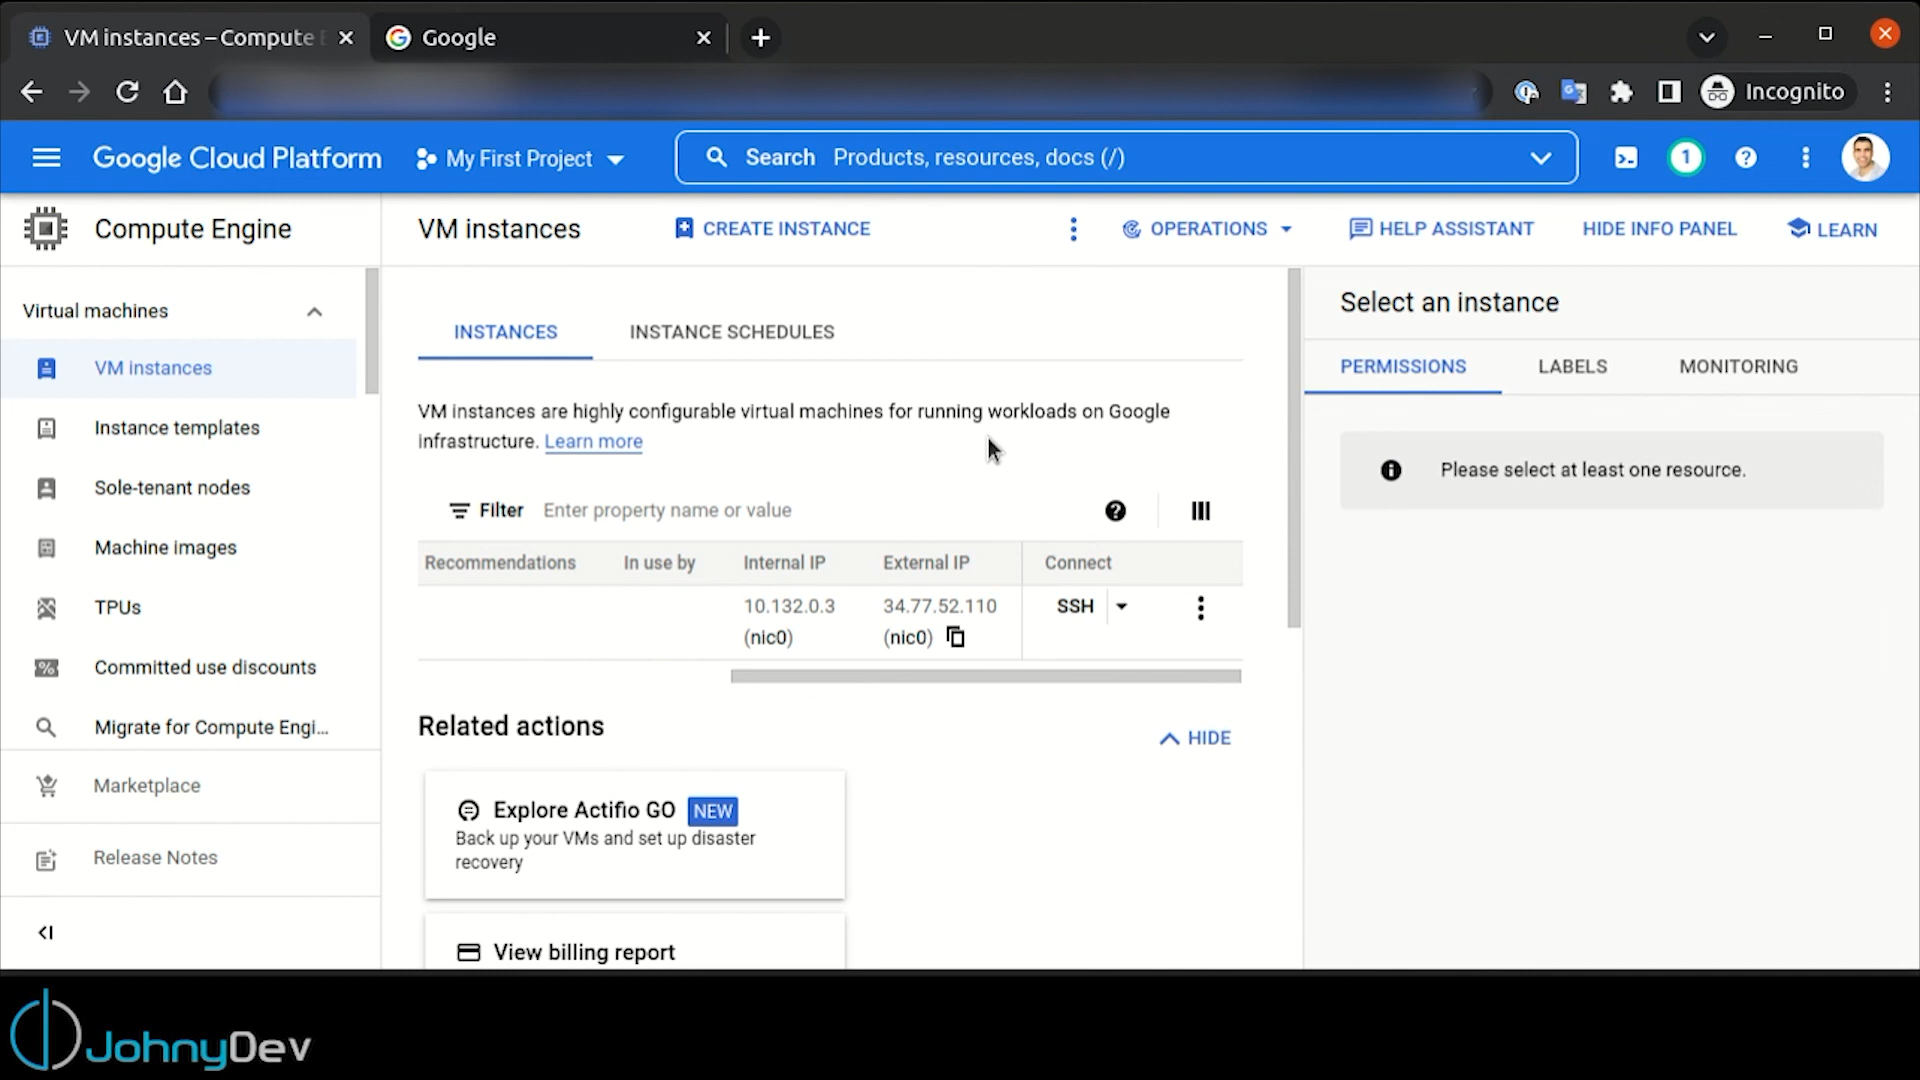 VM instances – Compute E
Google
Incognito
Google Cloud Platform
My First Project
Search Products, resources, docs (/)
1
Compute Engine
VM instances
CREATE INSTANCE
OPERATIONS
HELP ASSISTANT
HIDE INFO PANEL
LEARN
Virtual machines
VM instances
Instance templates
Sole-tenant nodes
Machine images
TPUs
Committed use discounts
Migrate for Compute Engi...
Marketplace
Release Notes
INSTANCES
INSTANCE SCHEDULES
VM instances are highly configurable virtual machines for running workloads on Google
infrastructure. Learn more
Filter Enter property name or value
Recommendations In use by Internal IP External IP Connect
10.132.0.3 34.77.52.110 SSH
(nic0) (nic0)
Related actions
HIDE
Explore Actifio GO NEW
Back up your VMs and set up disaster
recovery
View billing report
Select an instance
PERMISSIONS LABELS MONITORING
Please select at least one resource.
JohnyDev